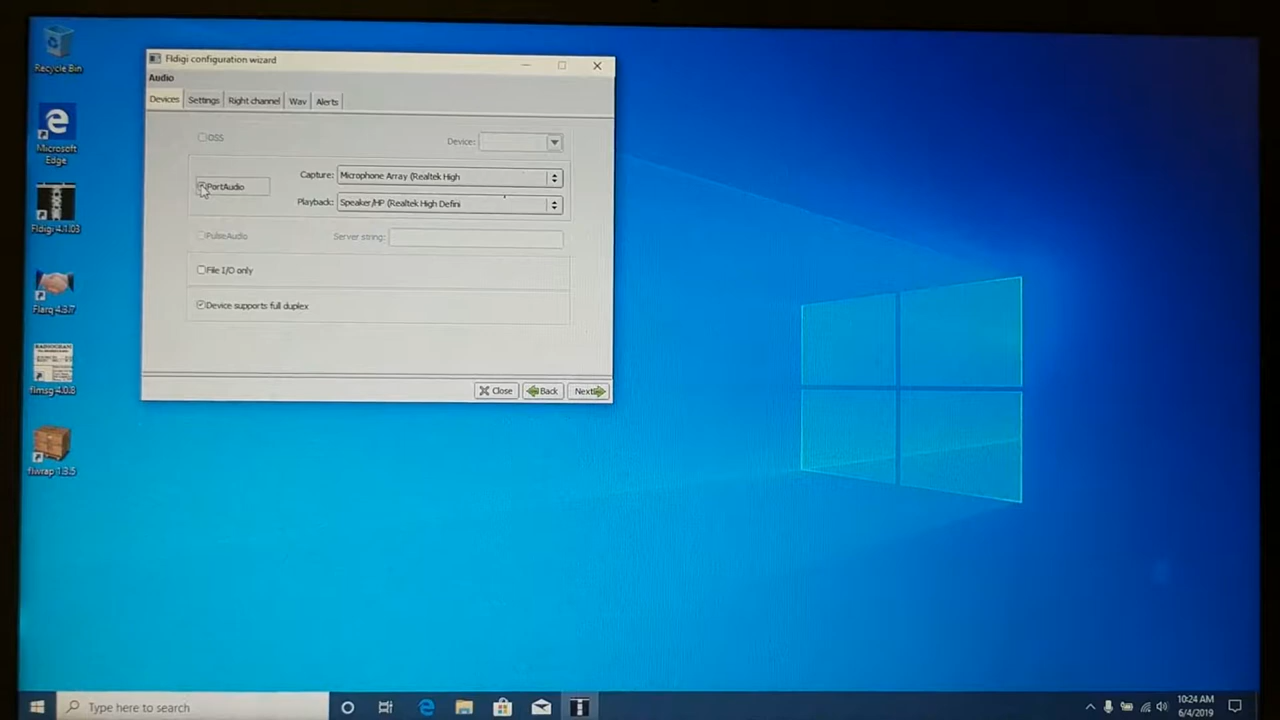 Fldigi configuration wizard
Audio
Devices Settings Right channel Wav Alerts
OSS Device:
PortAudio
Capture: Microphone Array (Realtek High
Playback: Speaker/HP (Realtek High Defini
PulseAudio Server string:
File I/O only
Device supports full duplex
Close Back Next
Recycle Bin
Microsoft
Edge
Fldigi 4.1.03
Flarq 4.3.7
flmsg 4.0.8
flwrap 1.3.5
Type here to search
10:24 AM
6/4/2019